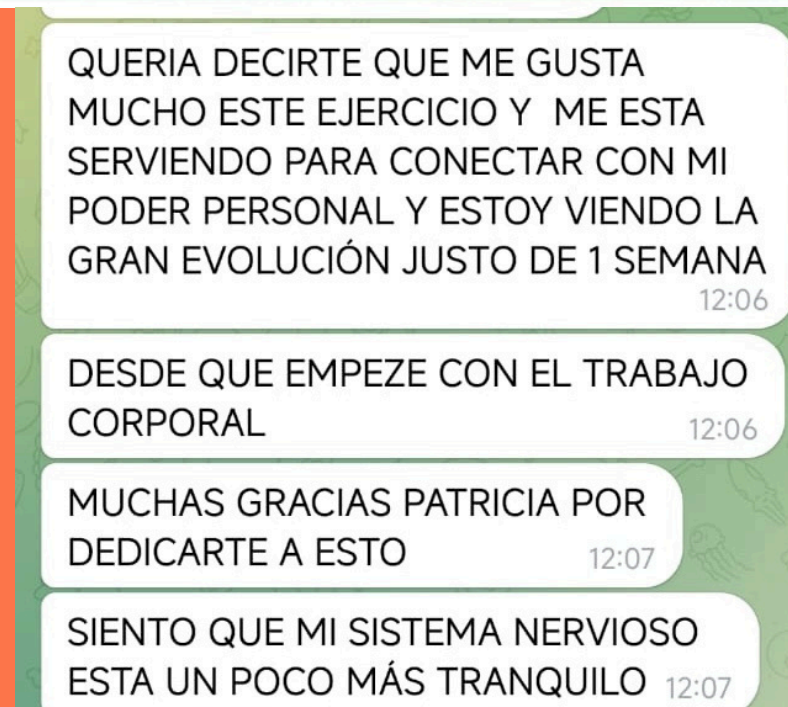 QUERIA DECIRTE QUE ME GUSTA
MUCHO ESTE EJERCICIO Y ME ESTA
SERVIENDO PARA CONECTAR CON MI
PODER PERSONAL Y ESTOY VIENDO LA
GRAN EVOLUCIÓN JUSTO DE 1 SEMANA
12:06
DESDE QUE EMPEZE CON EL TRABAJO
CORPORAL 12:06
MUCHAS GRACIAS PATRICIA POR
DEDICARTE A ESTO 12:07
SIENTO QUE MI SISTEMA NERVIOSO
ESTA UN POCO MÁS TRANQUILO 12:07